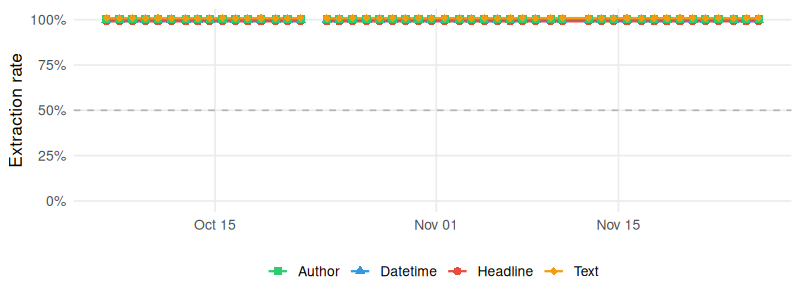 Extraction rate
100%
75%
50%
25%
0%
Oct 15 Nov 01 Nov 15
Author Datetime Headline Text